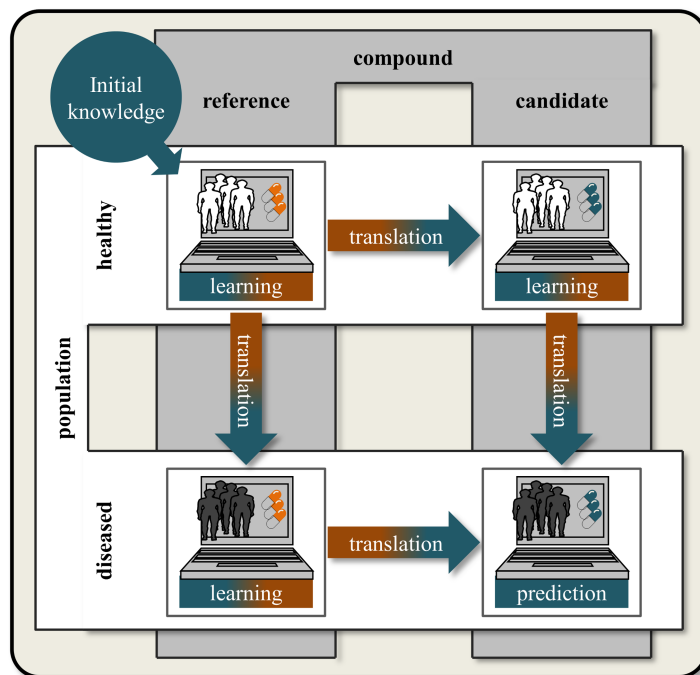 compound
Initial
knowledge
reference
candidate
population
healthy
translation
learning
learning
translation
translation
diseased
translation
learning
prediction